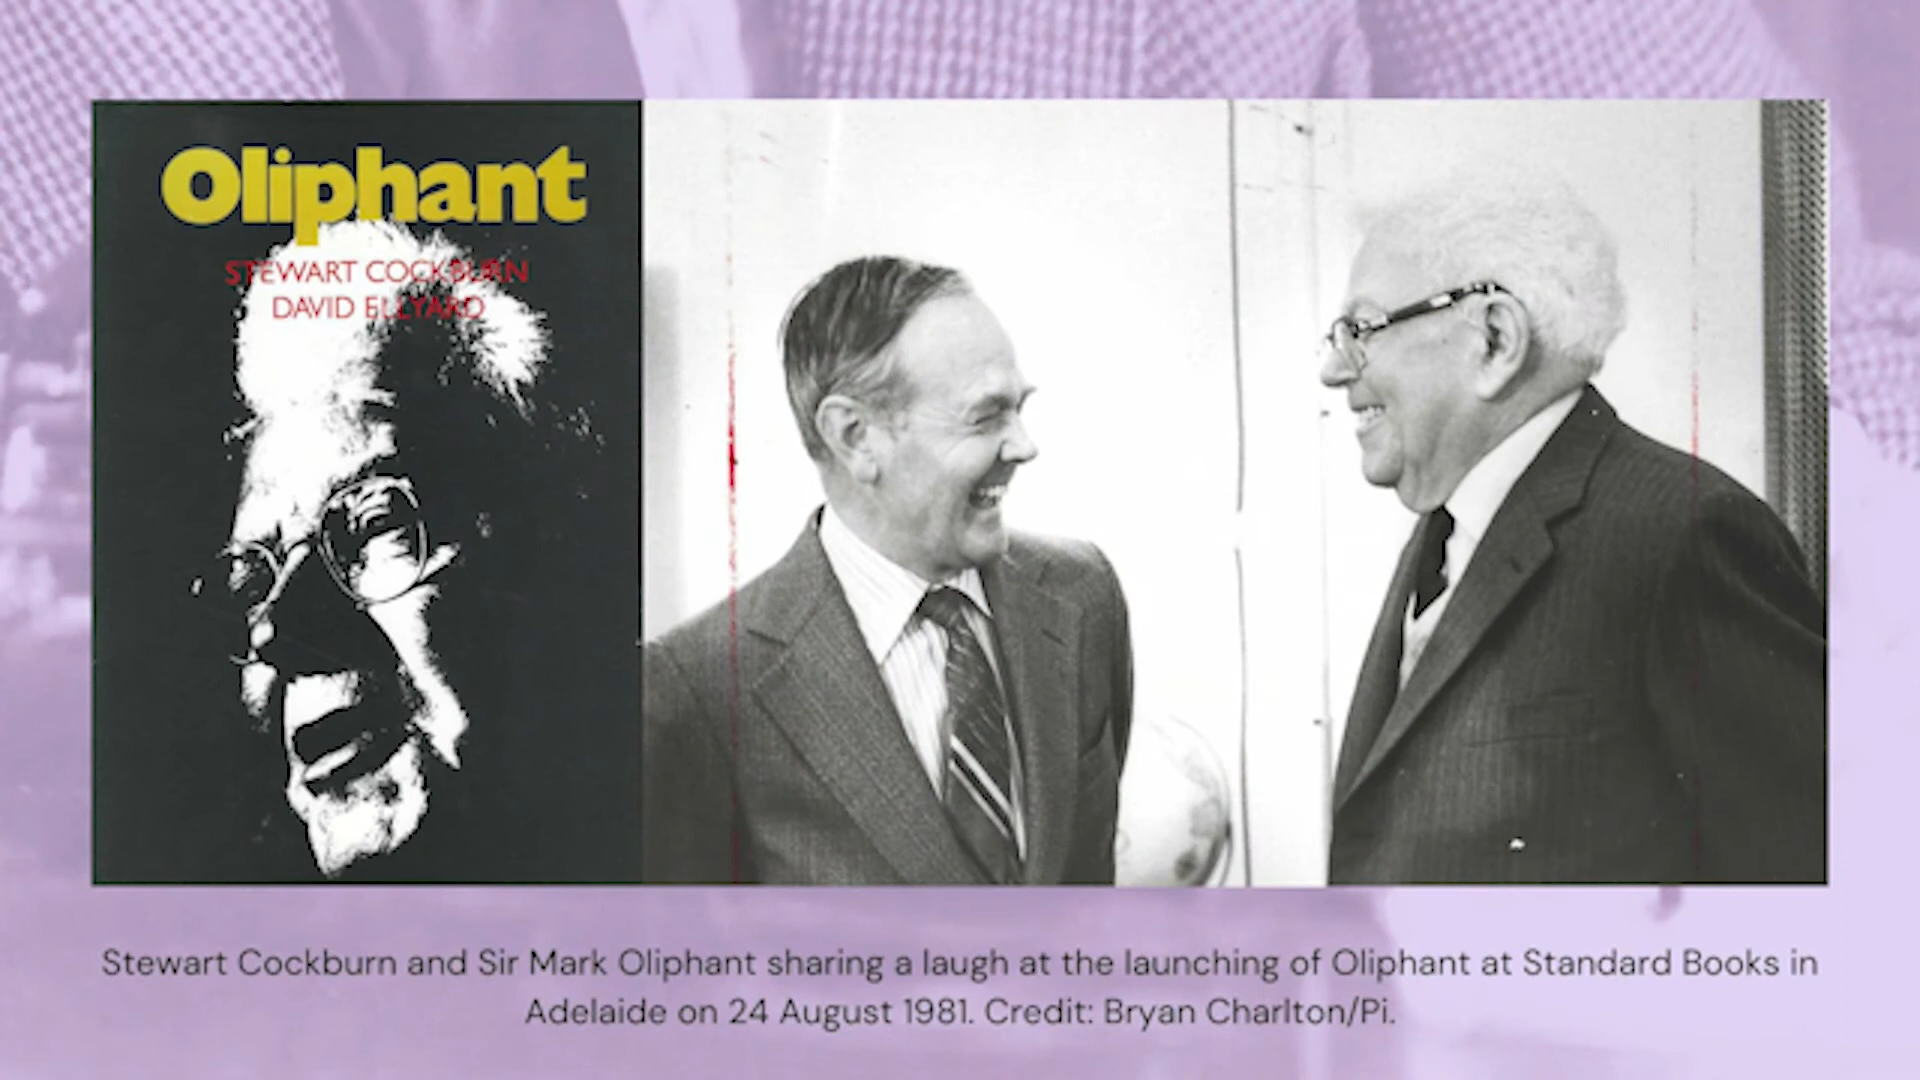 Oliphant
STEWART COCKBURN
DAVID ELLYARD
Stewart Cockburn and Sir Mark Oliphant sharing a laugh at the launching of Oliphant at Standard Books in
Adelaide on 24 August 1981. Credit: Bryan Charlton/Pi.